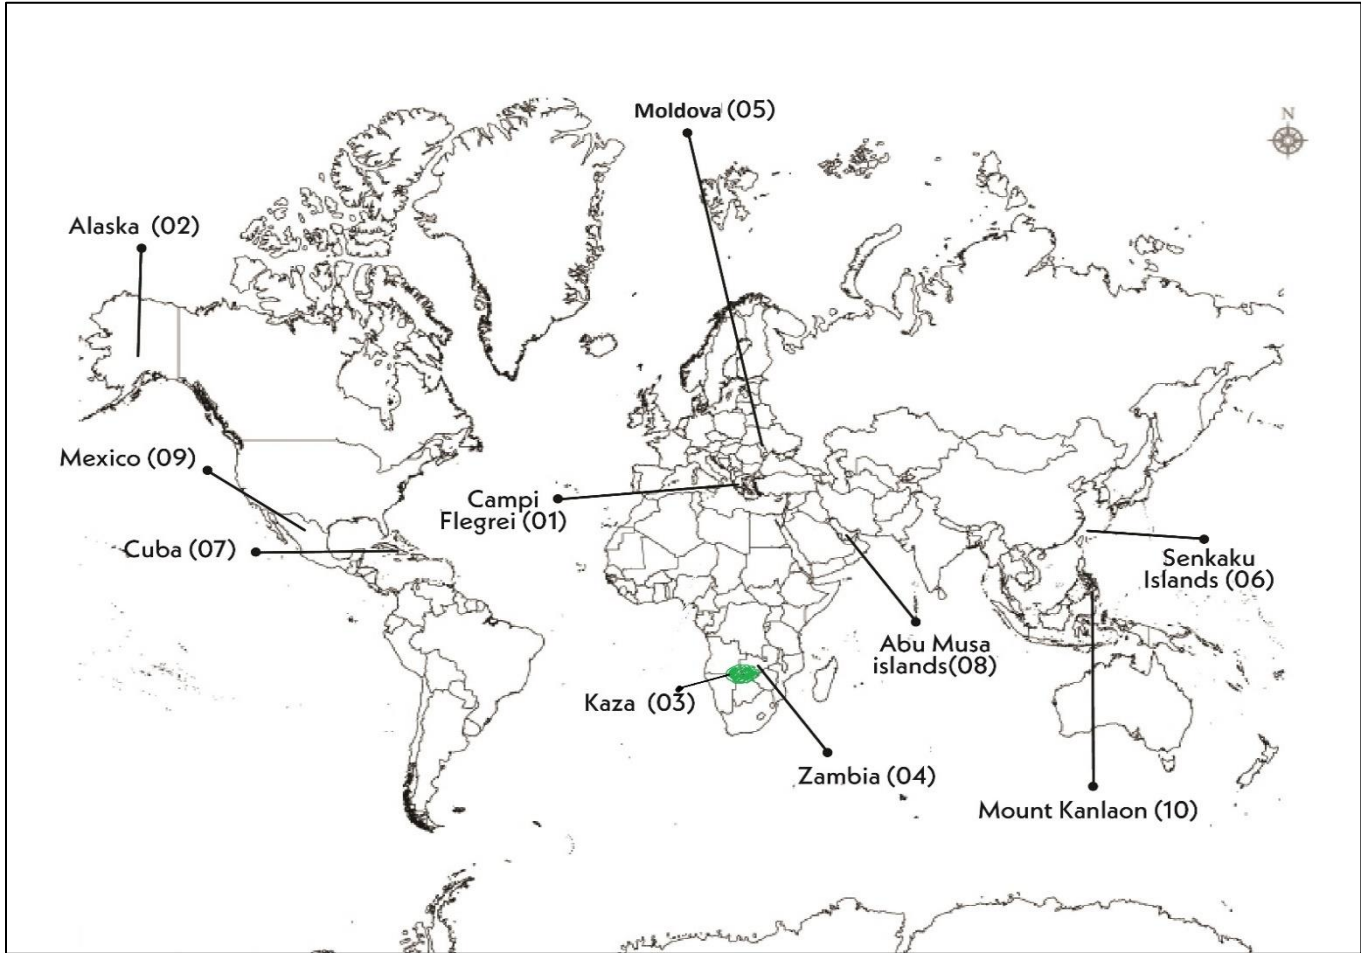 Moldova (05)
N
Alaska (02)
Mexico (09)
Campi
Flegrei (01)
Cuba (07)
Senkaku
Islands (06)
Abu Musa
islands(08)
Kaza (03)
Zambia (04)
Mount Kanlaon (10)